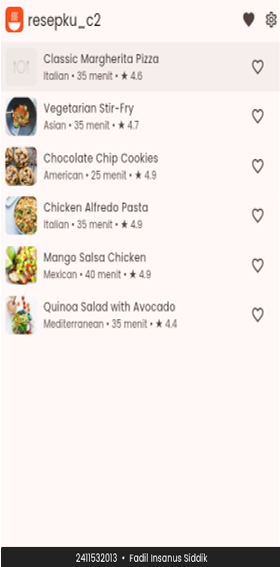 resepku_c2
Classic Margherita Pizza
Italian • 35 menit • ★ 4.6
Vegetarian Stir-Fry
Asian • 35 menit • ★ 4.7
Chocolate Chip Cookies
American • 25 menit • ★ 4.9
Chicken Alfredo Pasta
Italian • 35 menit • ★ 4.9
Mango Salsa Chicken
Mexican • 40 menit • ★ 4.9
Quinoa Salad with Avocado
Mediterranean • 35 menit • ★ 4.4
2411532013 • Fadil Insanus Siddik